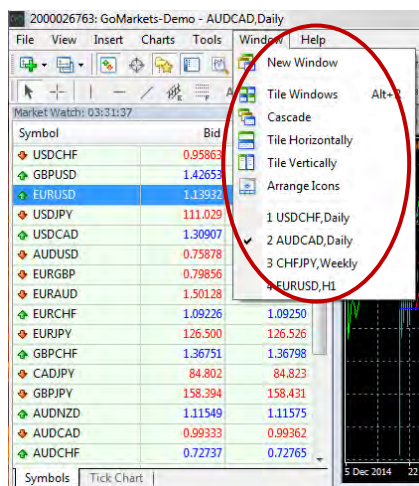 2000026763: GoMarkets-Demo - AUDCAD,Daily
File View Insert Charts Tools Window Help
New Window
Tile Windows
Cascade
Tile Horizontally
Tile Vertically
Arrange Icons
1 USDCHF,Daily
2 AUDCAD,Daily
3 CHFJPY,Weekly
4 EURUSD,H1
Market Watch: 03:31:37
Symbol Bid
USDCHF 0.95863
GBPUSD 1.42653
EURUSD 1.13932
USDJPY 111.029
USDCAD 1.30907
AUDUSD 0.75878
EURGBP 0.79856
EURAUD 1.50128
EURCHF 1.09226 1.09250
EURJPY 126.500 126.526
GBPCHF 1.36751 1.36798
CADJPY 84.802 84.823
GBPJPY 158.394 158.431
AUDNZD 1.11549 1.11575
AUDCAD 0.99333 0.99362
AUDCHF 0.72737 0.72765
Symbols Tick Chart
5 Dec 2014 22